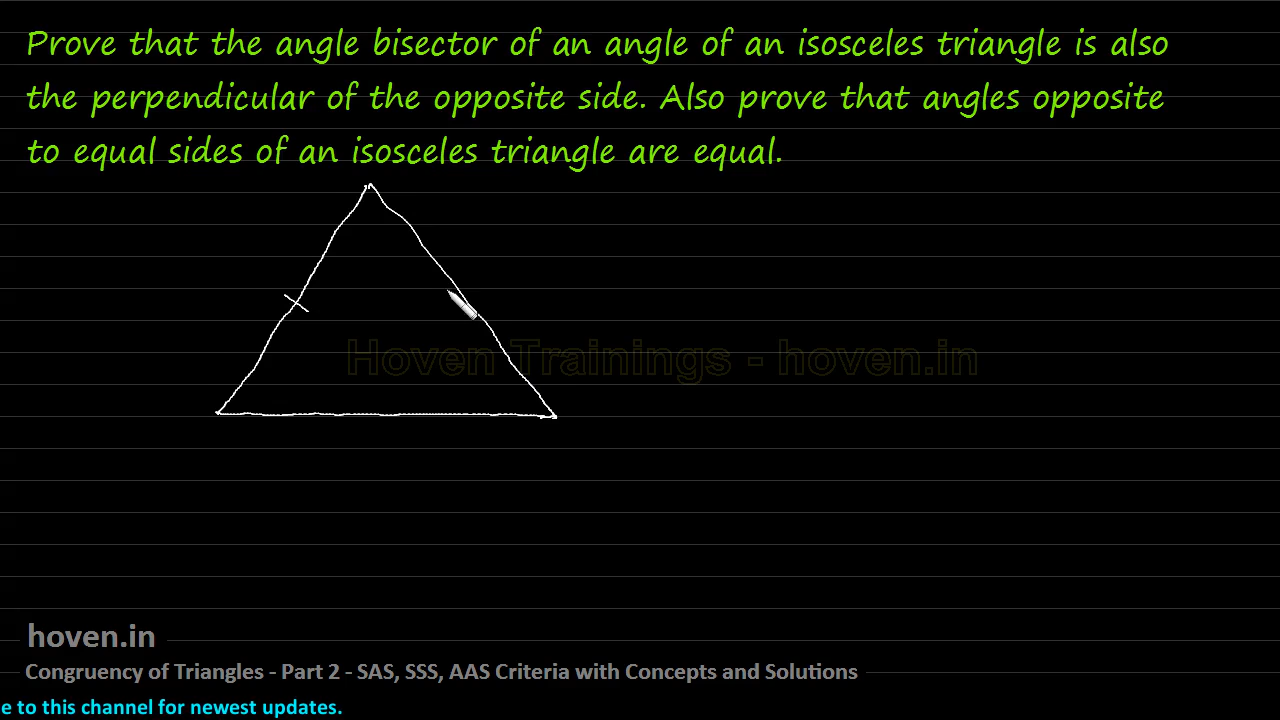 Prove that the angle bisector of an angle of an isosceles triangle is also
the perpendicular of the opposite side. Also prove that angles opposite
to equal sides of an isosceles triangle are equal.
Hoven Trainings - hoven.in
hoven.in
Congruency of Triangles - Part 2 - SAS, SSS, AAS Criteria with Concepts and Solutions
e to this channel for newest updates.